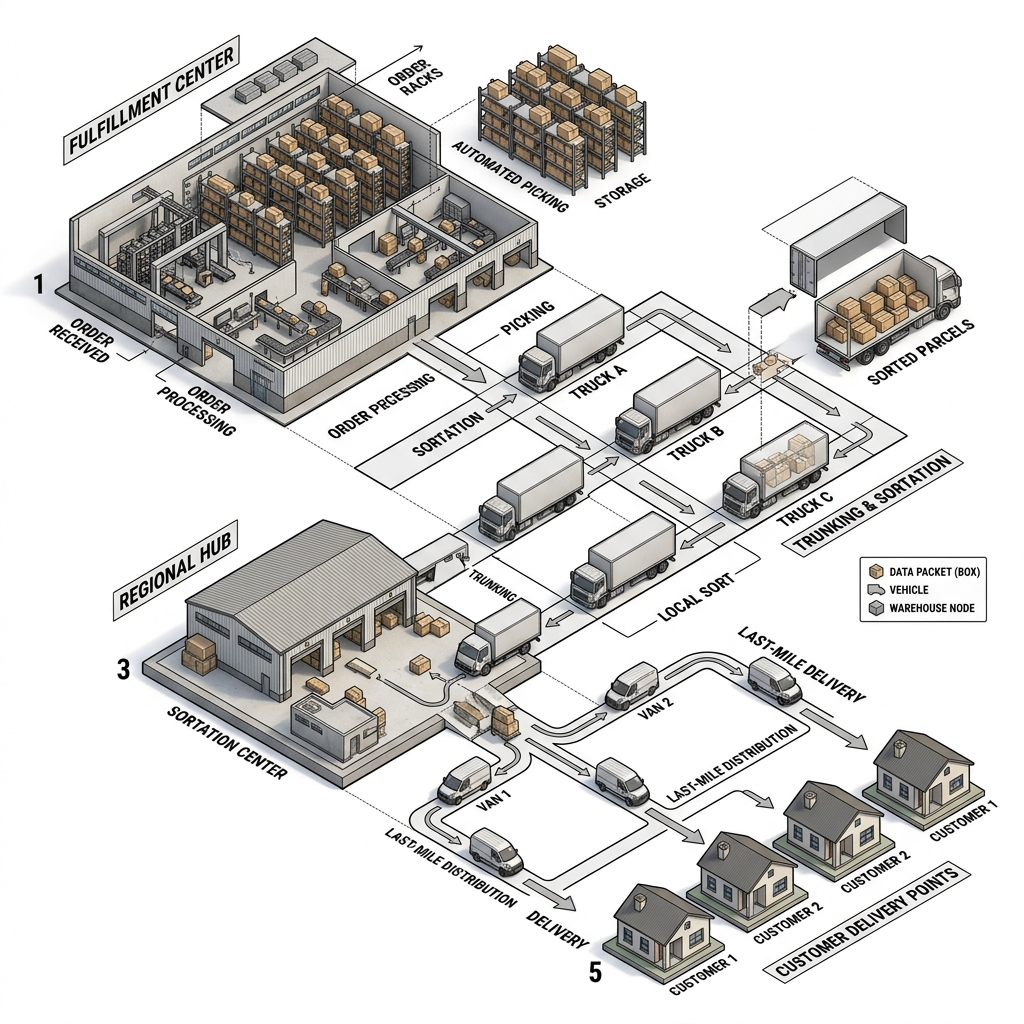 FULFILLMENT CENTER
OBDER
RACKS
AUTOMATED PICKING
STORAGE
1
ORDER
RECEIVED
ORDER
PROCESSING
PICKING
ORDER PRGESSING
SORTATION
TRUCK A
TRUCK B
TRUCK C
SORTED PARCELS
TRUNKING & SORTATION
REGIONAL HUB
TRUNKING
LOCAL SORT
DATA PACKET (BOX)
VEHICLE
WAREHOUSE NODE
3
SORTATION CENTER
VAN 2
LAST-MILE DELIVERY
VAN 1
LAST-MILE DISTRIBUTION
LAST-MILE DISTRIBUTION
DELIVERY
CUSTOMER 1
CUSTOMER 2
CUSTOMER 2
CUSTOMER 1
CUSTOMER DELIVERY POINTS
5